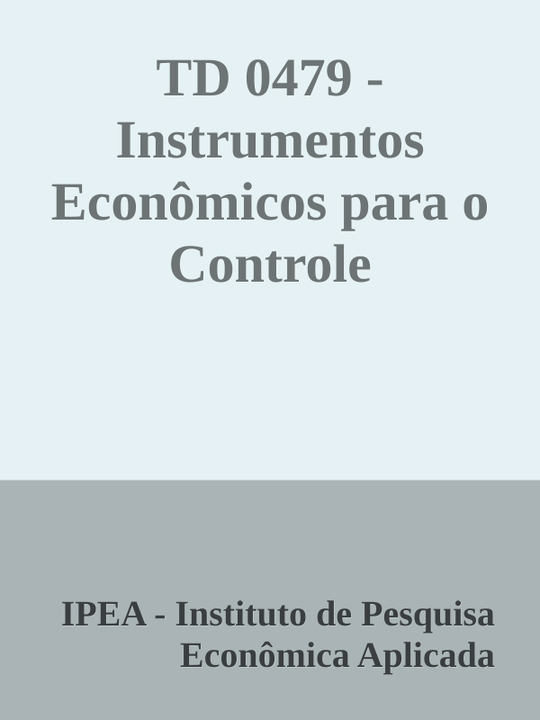 TD 0479 -
Instrumentos
Econômicos para o
Controle
IPEA - Instituto de Pesquisa
Econômica Aplicada